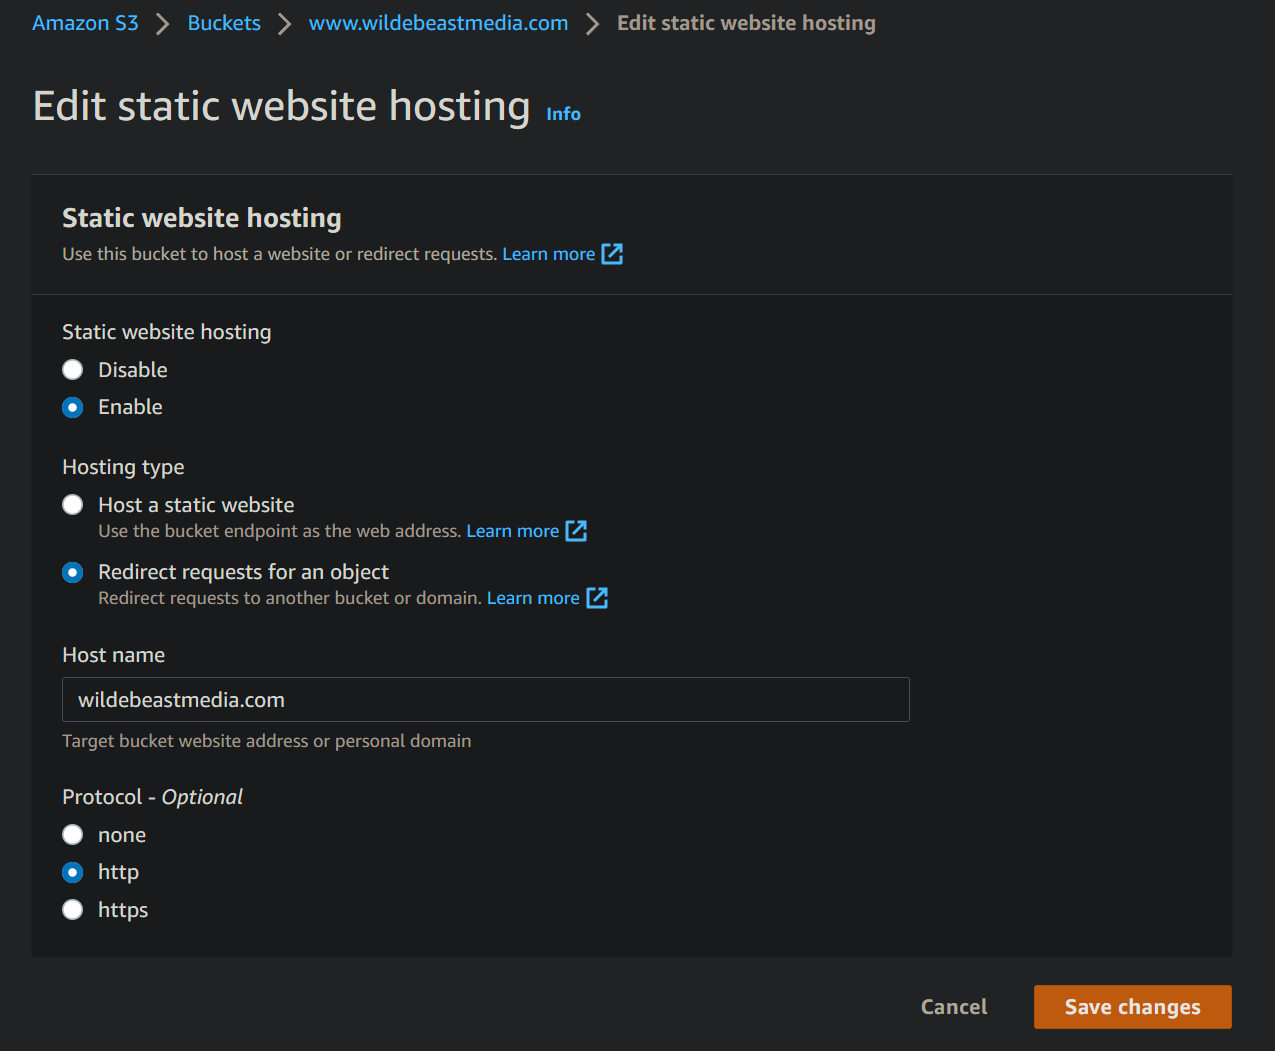 Amazon S3 > Buckets > www.wildebeastmedia.com > Edit static website hosting
Edit static website hosting Info
Static website hosting
Use this bucket to host a website or redirect requests. Learn more
Static website hosting
Disable
Enable
Hosting type
Host a static website
Use the bucket endpoint as the web address. Learn more
Redirect requests for an object
Redirect requests to another bucket or domain. Learn more
Host name
wildebeastmedia.com
Target bucket website address or personal domain
Protocol - Optional
none
http
https
Cancel Save changes